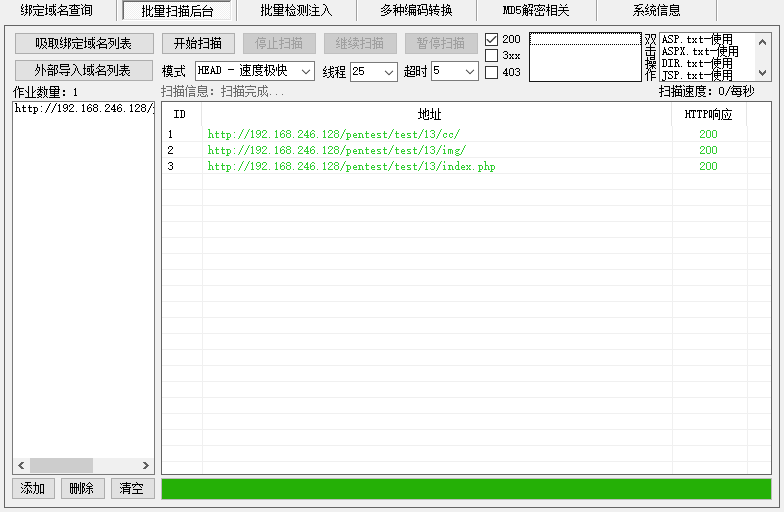 绑定域名查询 批量扫描后台 批量检测注入 多种编码转换 MD5解密相关 系统信息
吸取绑定域名列表 开始扫描 停止扫描 继续扫描 暂停扫描 200
3xx
外部导入域名列表 模式 HEAD - 速度极快 线程 25 超时 5 403
双击操作
ASP.txt-使用
ASPX.txt-使用
DIR.txt-使用
JSP.txt-使用
作业数量: 1 扫描信息: 扫描完成... 扫描速度: 0/每秒
http://192.168.246.128/
ID 地址 HTTP响应
1 http://192.168.246.128/pentest/test/13/cc/ 200
2 http://192.168.246.128/pentest/test/13/img/ 200
3 http://192.168.246.128/pentest/test/13/index.php 200
添加 删除 清空